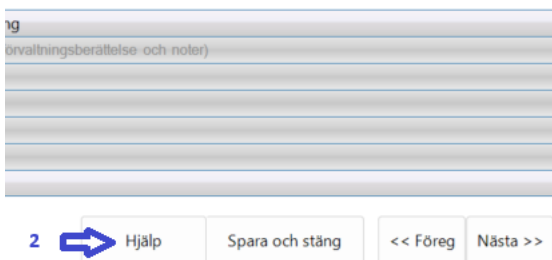 ng
örvaltningsberättelse och noter)
2 Hjälp Spara och stäng << Föreg Nästa >>